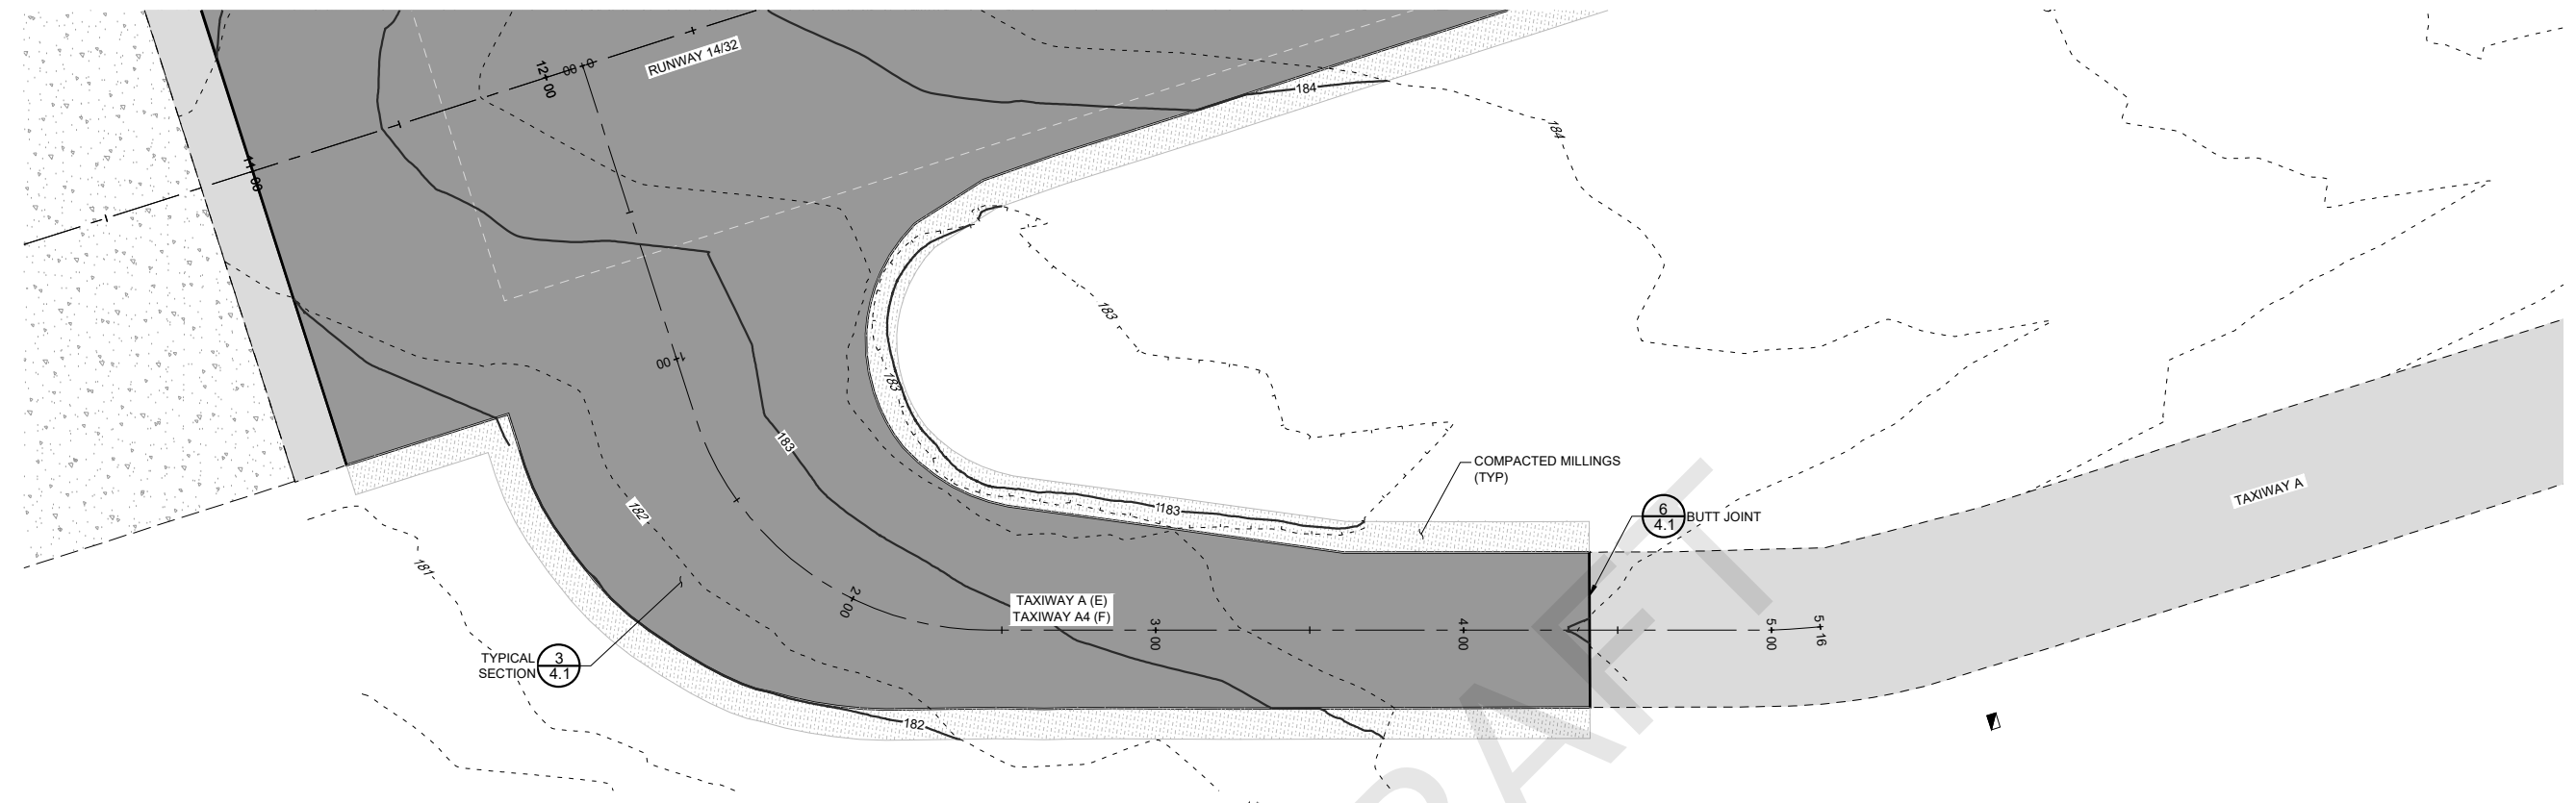 RUNWAY 14/32
12+00
0+00
184
184
11+00
183
183
1+00
183
COMPACTED MILLINGS
(TYP)
TAXIWAY A
182
183
6
4.1
BUTT JOINT
181
2+00
TAXIWAY A (E)
TAXIWAY A4 (F)
3+00
4+00
5+00
5+16
TYPICAL
SECTION
3
4.1
182
RAFT